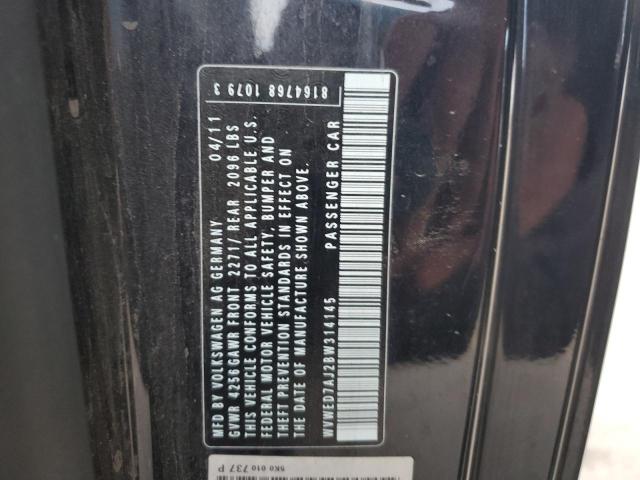 MFD BY VOLKSWAGEN AG GERMANY 04/11
GVWR 4256GAWR FRONT 2271/ REAR 2096 LBS
THIS VEHICLE CONFORMS TO ALL APPLICABLE U.S.
FEDERAL MOTOR VEHICLE SAFETY, BUMPER AND
THEFT PREVENTION STANDARDS IN EFFECT ON
THE DATE OF MANUFACTURE SHOWN ABOVE.
WVWED7AJ2BW314145 PASSENGER CAR
8164768 1079 3
5K0 010 737 P